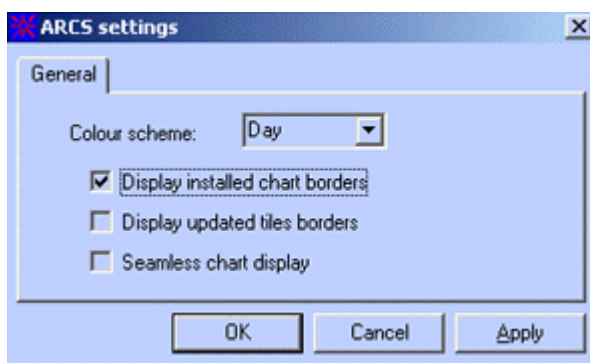 ARCS settings
General
Colour scheme: Day
Display installed chart borders
Display updated tiles borders
Seamless chart display
OK Cancel Apply